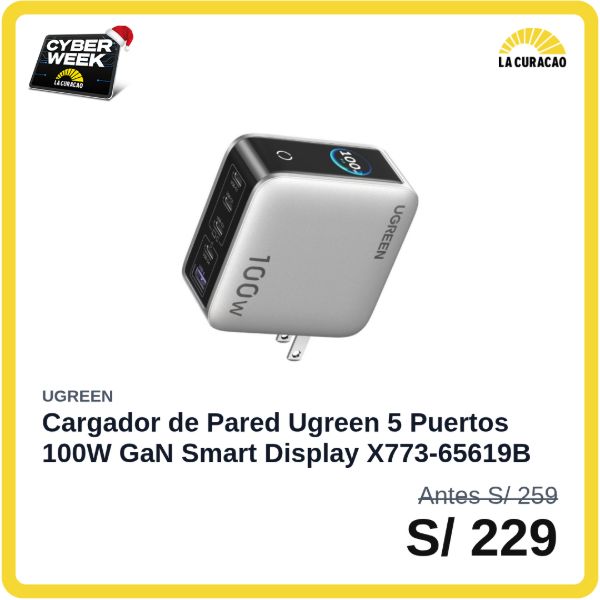 CYBER
WEEK
LA CURACAO
LA CURACAO
100
UGREEN
100W
UGREEN
Cargador de Pared Ugreen 5 Puertos
100W GaN Smart Display X773-65619B
Antes S/ 259
S/ 229